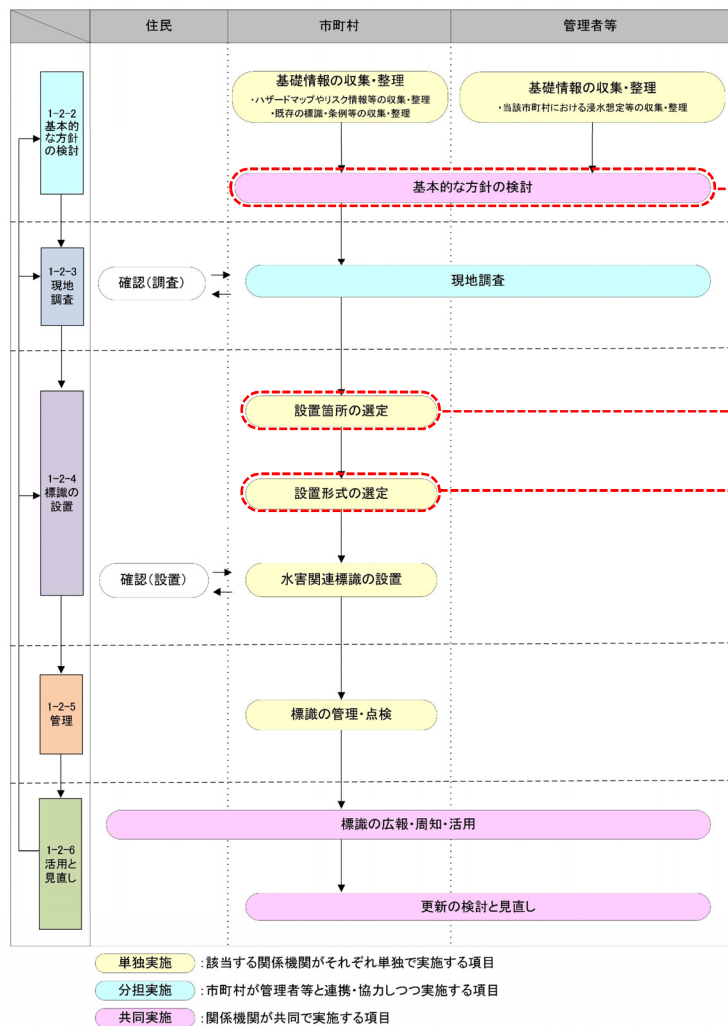 住民
市町村
管理者等
1-2-2
基本的
な方針
の検討
基礎情報の収集・整理
・ハザードマップやリスク情報等の収集・整理
・既存の標識・条例等の収集・整理
基礎情報の収集・整理
・当該市町村における浸水想定等の収集・整理
基本的な方針の検討
1-2-3
現地
調査
確認(調査)
現地調査
1-2-4
標識の
設置
設置箇所の選定
設置形式の選定
確認(設置)
水害関連標識の設置
1-2-5
管理
標識の管理・点検
1-2-6
活用と
見直し
標識の広報・周知・活用
更新の検討と見直し
単独実施 :該当する関係機関がそれぞれ単独で実施する項目
分担実施 :市町村が管理者等と連携・協力しつつ実施する項目
共同実施 :関係機関が共同で実施する項目